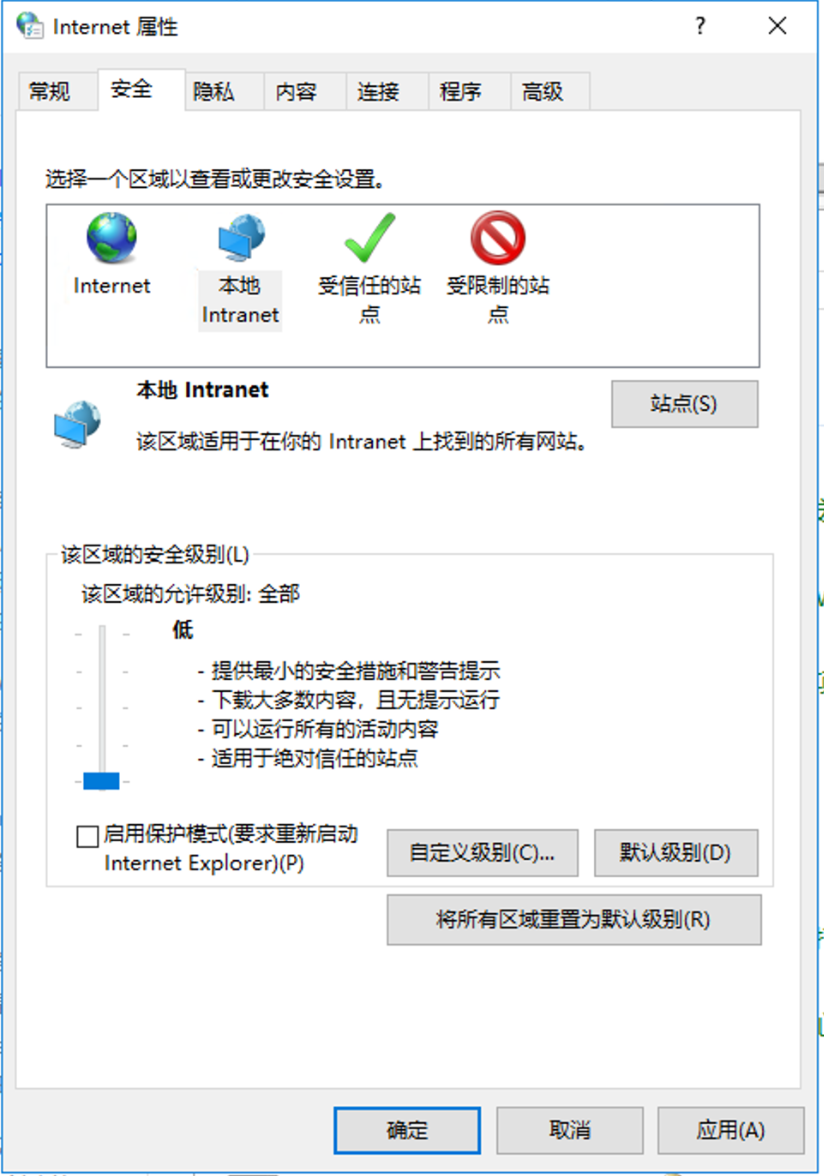 Internet 属性
?
常规 安全 隐私 内容 连接 程序 高级
选择一个区域以查看或更改安全设置。
Internet
本地
Intranet
受信任的站
点
受限制的站
点
本地 Intranet
站点(S)
该区域适用于在你的 Intranet 上找到的所有网站。
该区域的安全级别(L)
该区域的允许级别: 全部
低
- 提供最小的安全措施和警告提示
- 下载大多数内容，且无提示运行
- 可以运行所有的活动内容
- 适用于绝对信任的站点
启用保护模式(要求重新启动
Internet Explorer)(P)
自定义级别(C)...
默认级别(D)
将所有区域重置为默认级别(R)
确定
取消
应用(A)